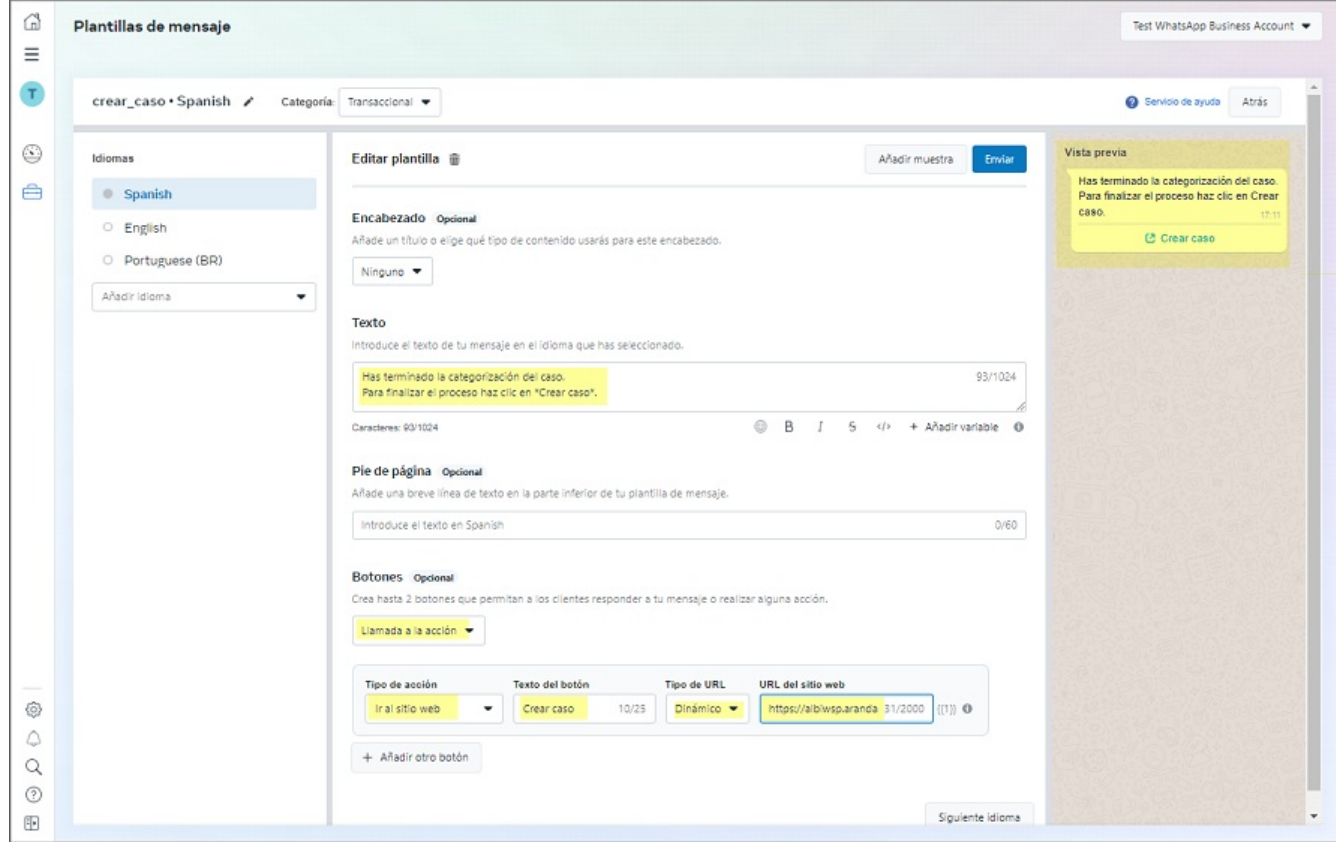 Plantillas de mensaje
Test WhatsApp Business Account
T
crear_caso • Spanish
Categoría:
Transaccional
Servicio de ayuda
Atrás
Idiomas
Spanish
English
Portuguese (BR)
Añadir idioma
Editar plantilla
Añadir muestra
Enviar
Encabezado Opcional
Añade un título o elige qué tipo de contenido usarás para este encabezado.
Ninguno
Texto
Introduce el texto de tu mensaje en el idioma que has seleccionado.
Has terminado la categorización del caso.
Para finalizar el proceso haz clic en *Crear caso*.
93/1024
Caracteres: 93/1024
B I S </> + Añadir variable
Pie de página Opcional
Añade una breve línea de texto en la parte inferior de tu plantilla de mensaje.
Introduce el texto en Spanish
0/60
Botones Opcional
Crea hasta 2 botones que permitan a los clientes responder a tu mensaje o realizar alguna acción.
Llamada a la acción
Tipo de acción Texto del botón Tipo de URL URL del sitio web
Ir al sitio web Crear caso 10/25 Dinámico https://albiwsp.aranda 31/2000 {{1}}
+ Añadir otro botón
Siguiente idioma
Vista previa
Has terminado la categorización del caso.
Para finalizar el proceso haz clic en Crear
caso.
17:11
Crear caso